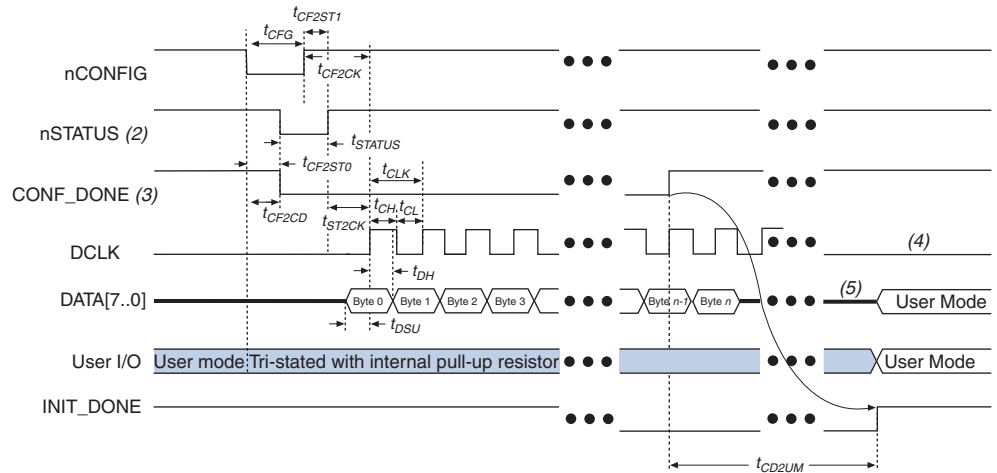 tCF2ST1
tCFG
nCONFIG
tCF2CK
nSTATUS (2)
tSTATUS
tCF2ST0
CONF_DONE (3)
tCLK
tCF2CD
tST2CK
tCH
tCL
DCLK
(4)
tDH
DATA[7..0]
Byte 0
Byte 1
Byte 2
Byte 3
Byte n-1
Byte n
(5)
User Mode
tDSU
User I/O
User mode
Tri-stated with internal pull-up resistor
User Mode
INIT_DONE
tCD2UM